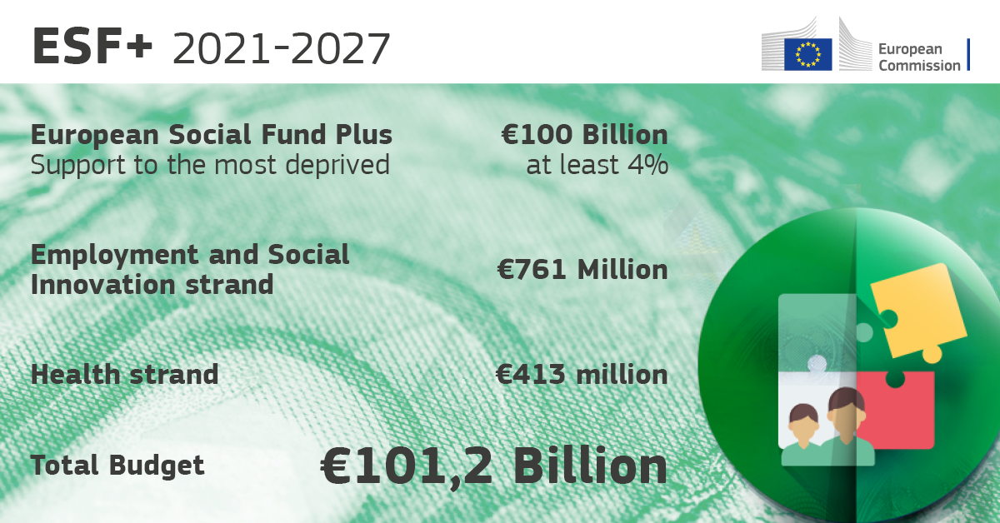 ESF+ 2021-2027
European
Commission
European Social Fund Plus €100 Billion
Support to the most deprived at least 4%
Employment and Social
Innovation strand €761 Million
Health strand €413 million
Total Budget €101,2 Billion